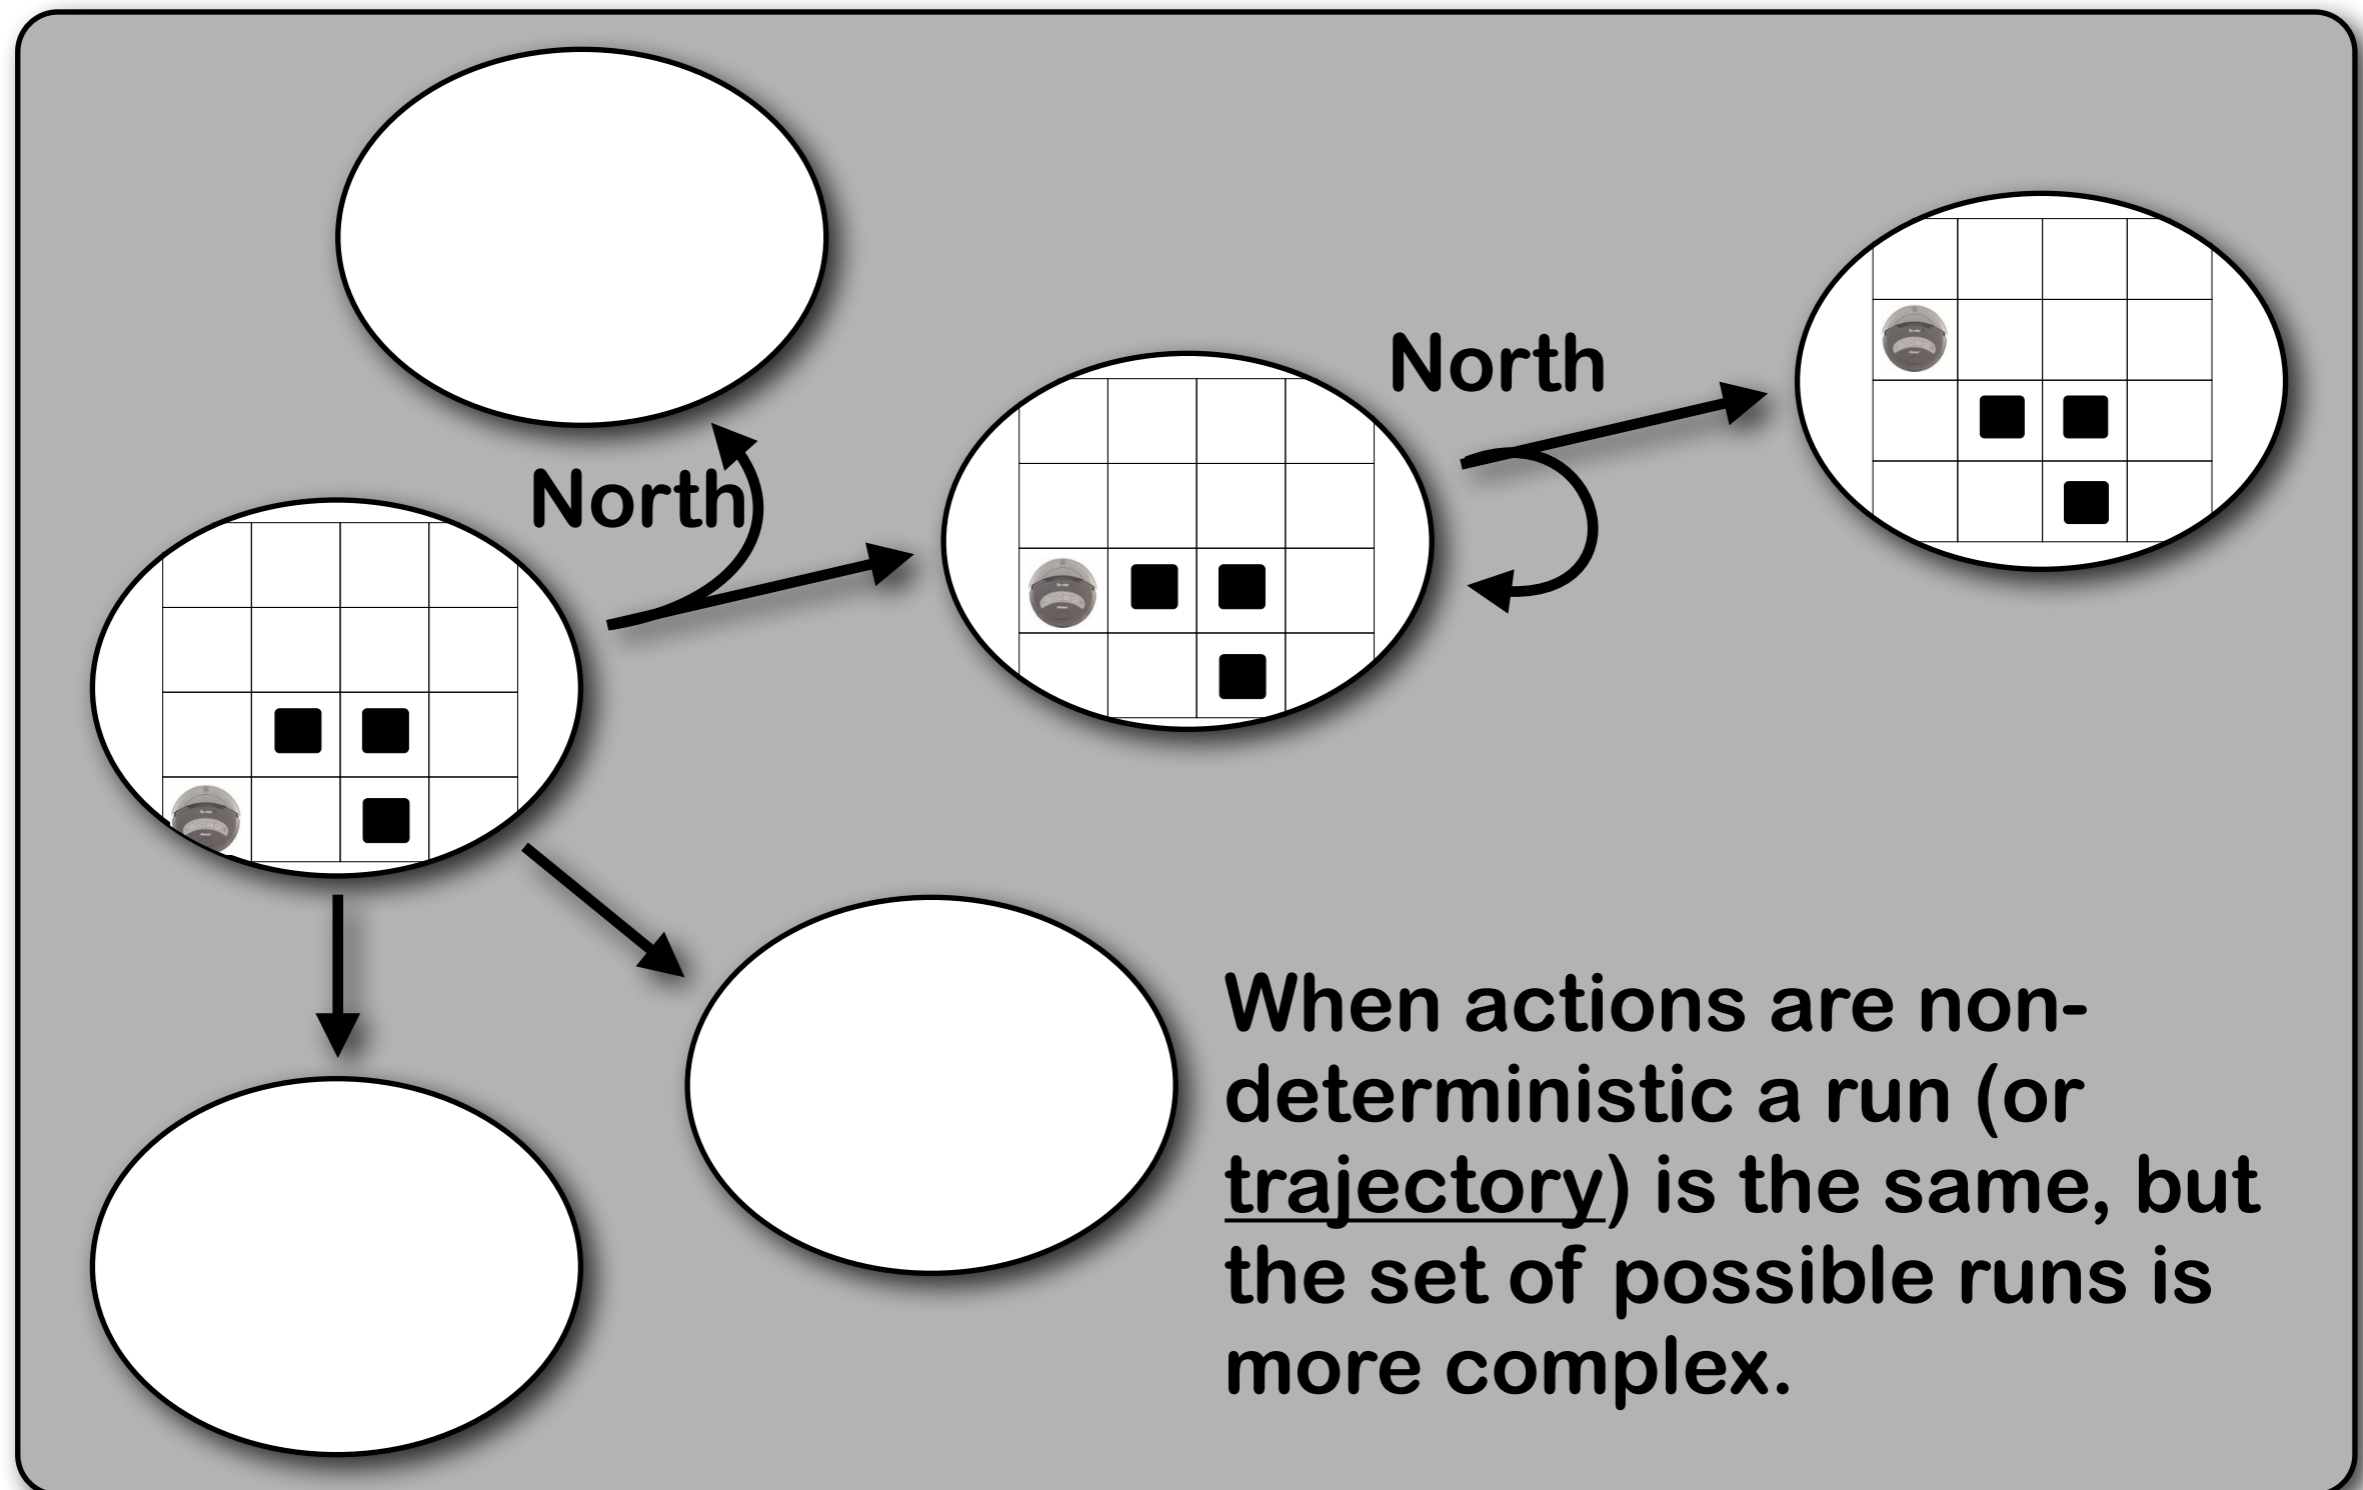 North
North
When actions are non-
deterministic a run (or
trajectory) is the same, but
the set of possible runs is
more complex.